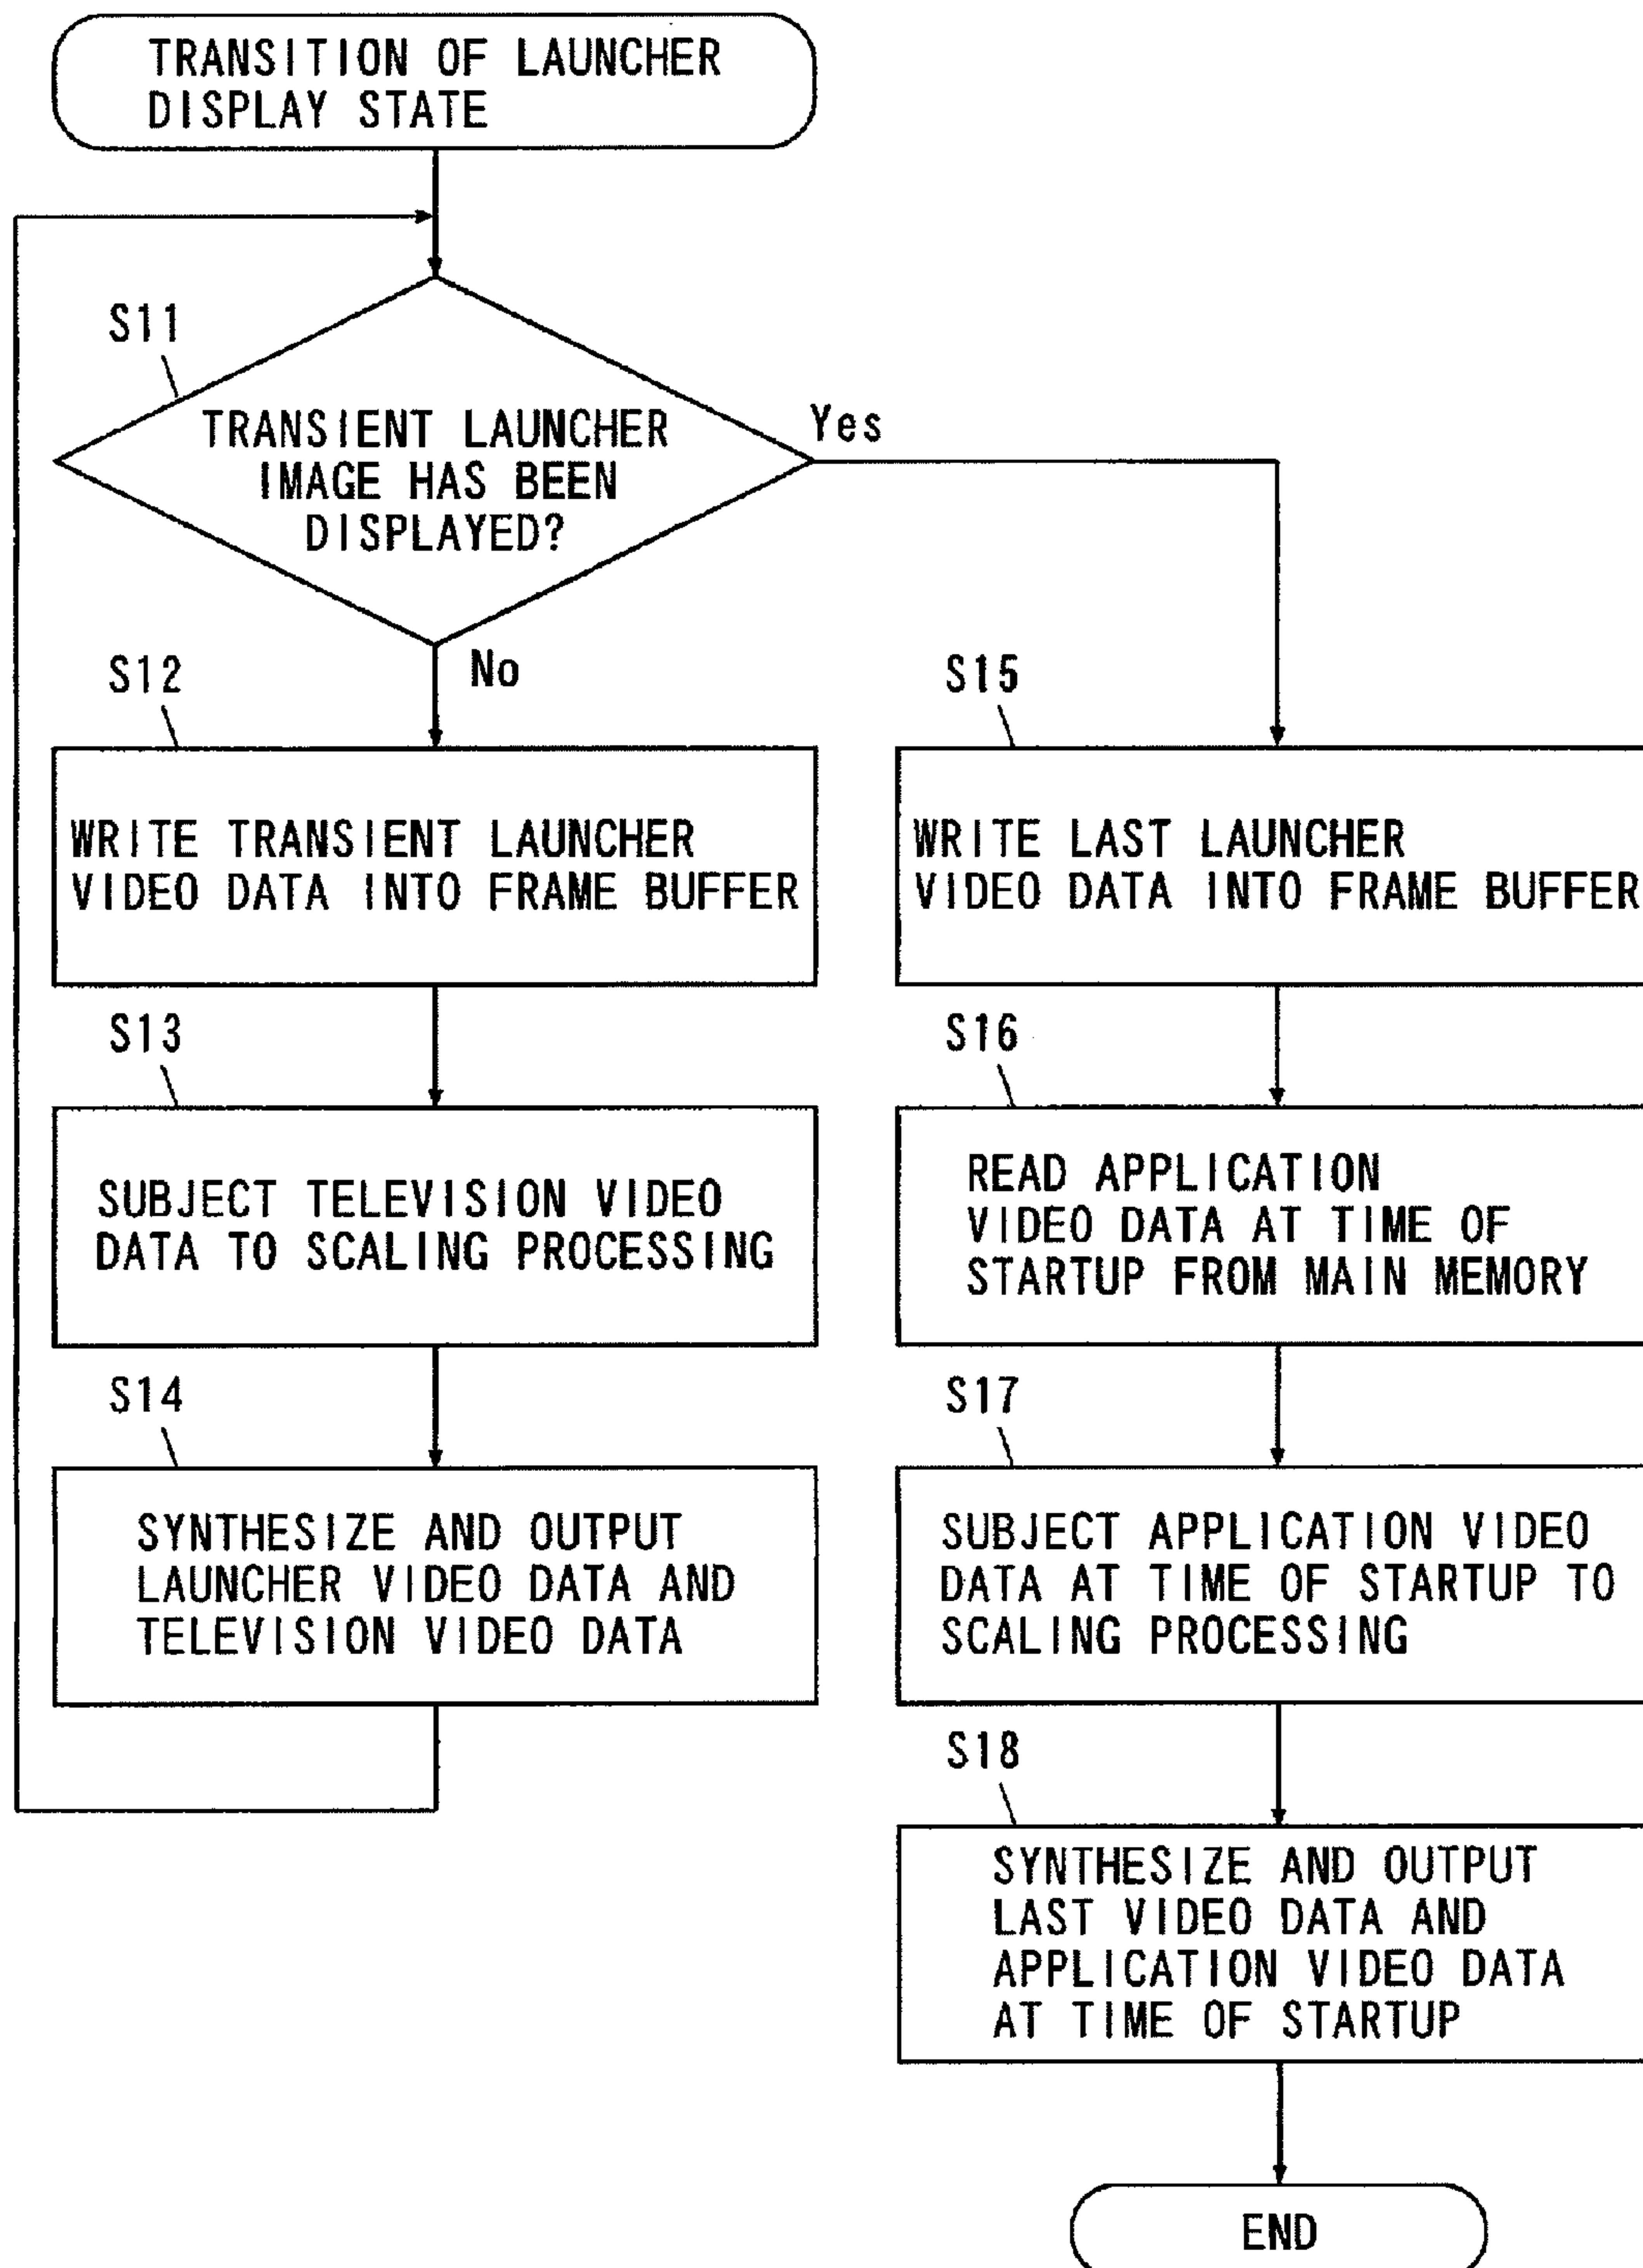 TRANSITION OF LAUNCHER
DISPLAY STATE
S11
TRANSIENT LAUNCHER
IMAGE HAS BEEN
DISPLAYED?
Yes
No
S12
WRITE TRANSIENT LAUNCHER
VIDEO DATA INTO FRAME BUFFER
S13
SUBJECT TELEVISION VIDEO
DATA TO SCALING PROCESSING
S14
SYNTHESIZE AND OUTPUT
LAUNCHER VIDEO DATA AND
TELEVISION VIDEO DATA
S15
WRITE LAST LAUNCHER
VIDEO DATA INTO FRAME BUFFER
S16
READ APPLICATION
VIDEO DATA AT TIME OF
STARTUP FROM MAIN MEMORY
S17
SUBJECT APPLICATION VIDEO
DATA AT TIME OF STARTUP TO
SCALING PROCESSING
S18
SYNTHESIZE AND OUTPUT
LAST VIDEO DATA AND
APPLICATION VIDEO DATA
AT TIME OF STARTUP
END